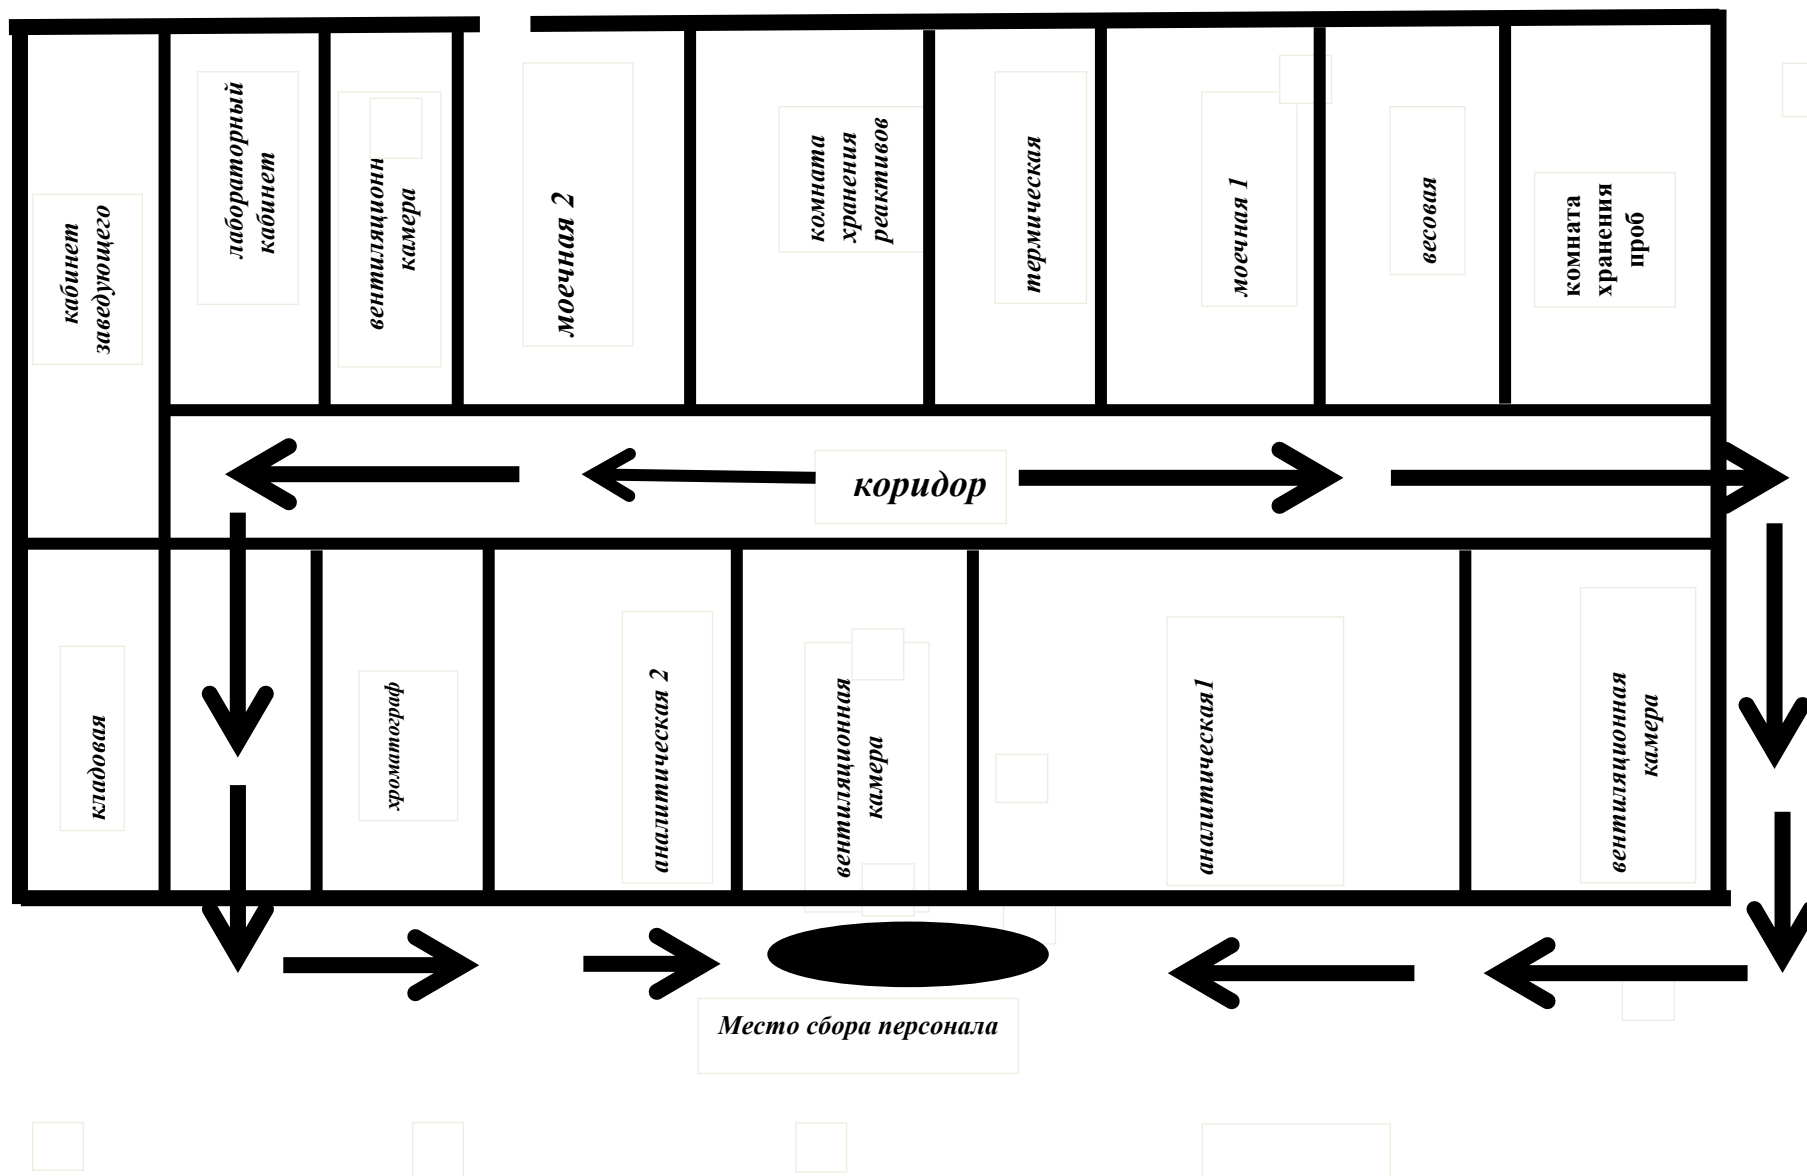 кабинет
заведующего
лабораторный
кабинет
вентиляционн
камера
моечная 2
комната
хранения
реактивов
термическая
моечная 1
весовая
комната
хранения
проб
коридор
кладовая
хроматограф
аналитическая 2
вентиляционная
камера
аналитическая1
вентиляционная
камера
Место сбора персонала